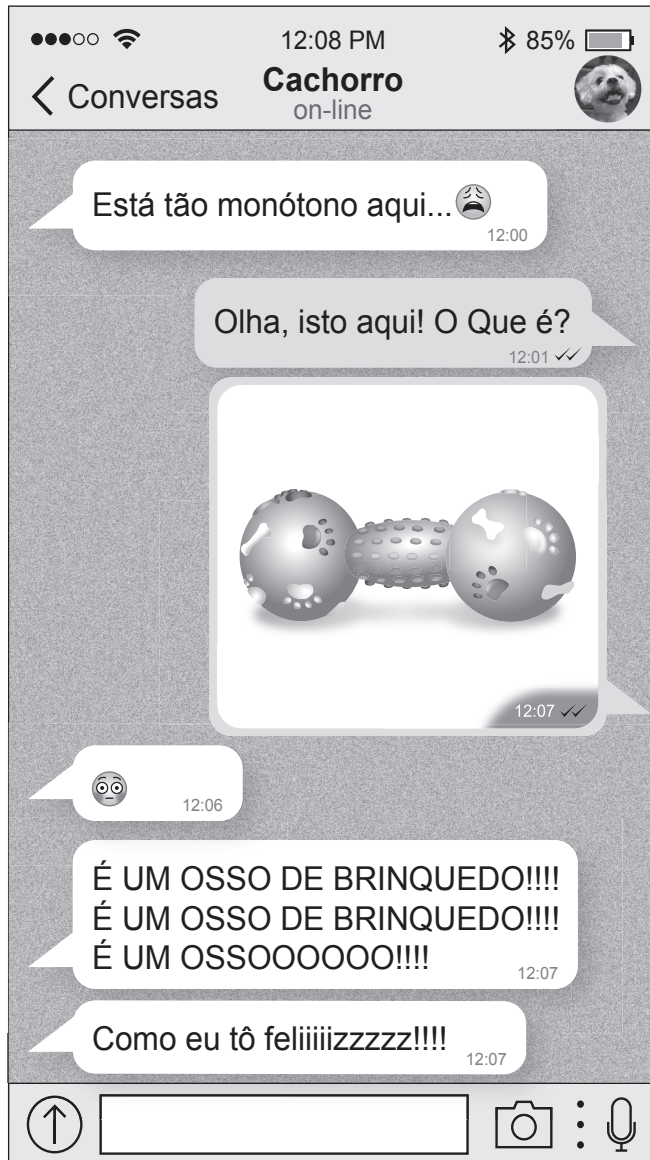 12:08 PM
85%
Conversas
Cachorro
on-line
Está tão monótono aqui...
12:00
Olha, isto aqui! O Que é?
12:01
12:07
12:06
É UM OSSO DE BRINQUEDO!!!!
É UM OSSO DE BRINQUEDO!!!!
É UM OSSOOOOOO!!!!
12:07
Como eu tô feliiiiizzzzz!!!!
12:07